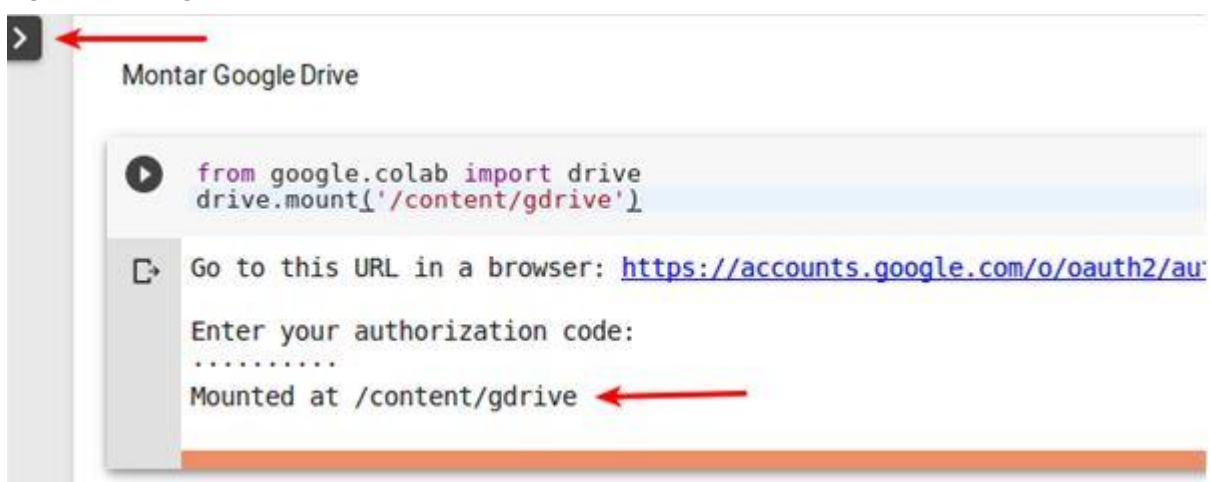 Montar Google Drive
from google.colab import drive
drive.mount('/content/gdrive')
Go to this URL in a browser: https://accounts.google.com/o/oauth2/au
Enter your authorization code:
··········
Mounted at /content/gdrive